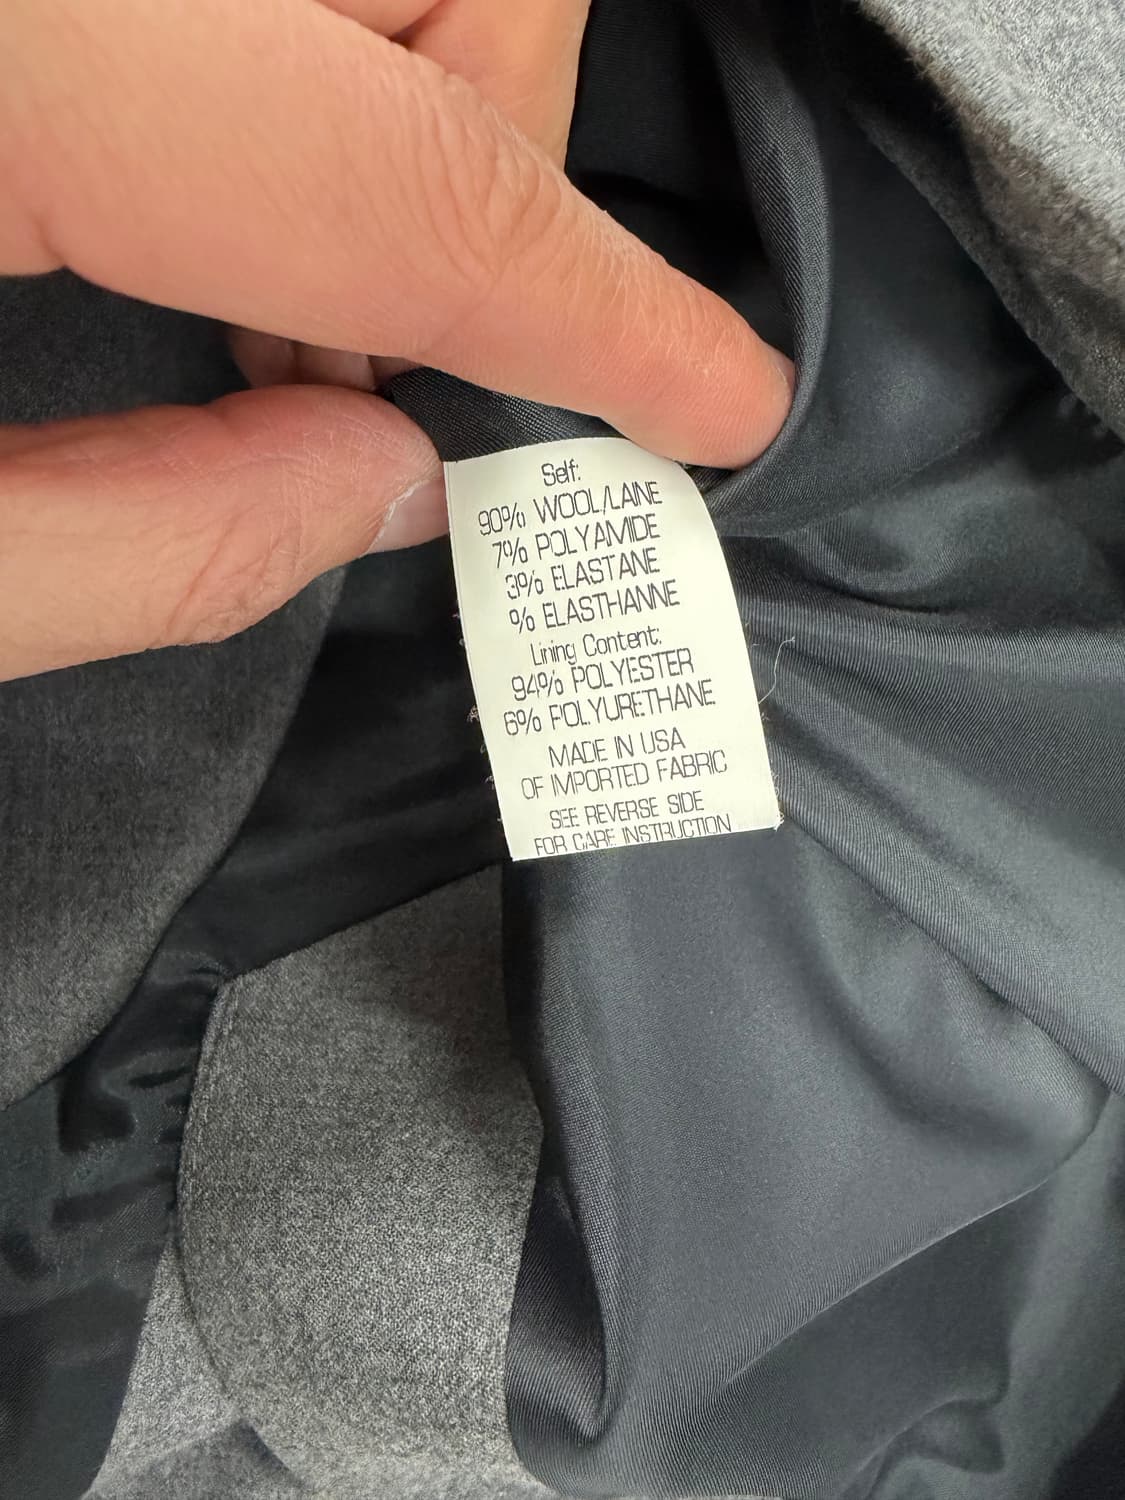 Self:
90% WOOL/LAINE
7% POLYAMIDE
3% ELASTANE
% ELASTHANNE
Lining Content:
94% POLYESTER
6% POLYURETHANE
MADE IN USA
OF IMPORTED FABRIC
SEE REVERSE SIDE
FOR CARE INSTRUCTION